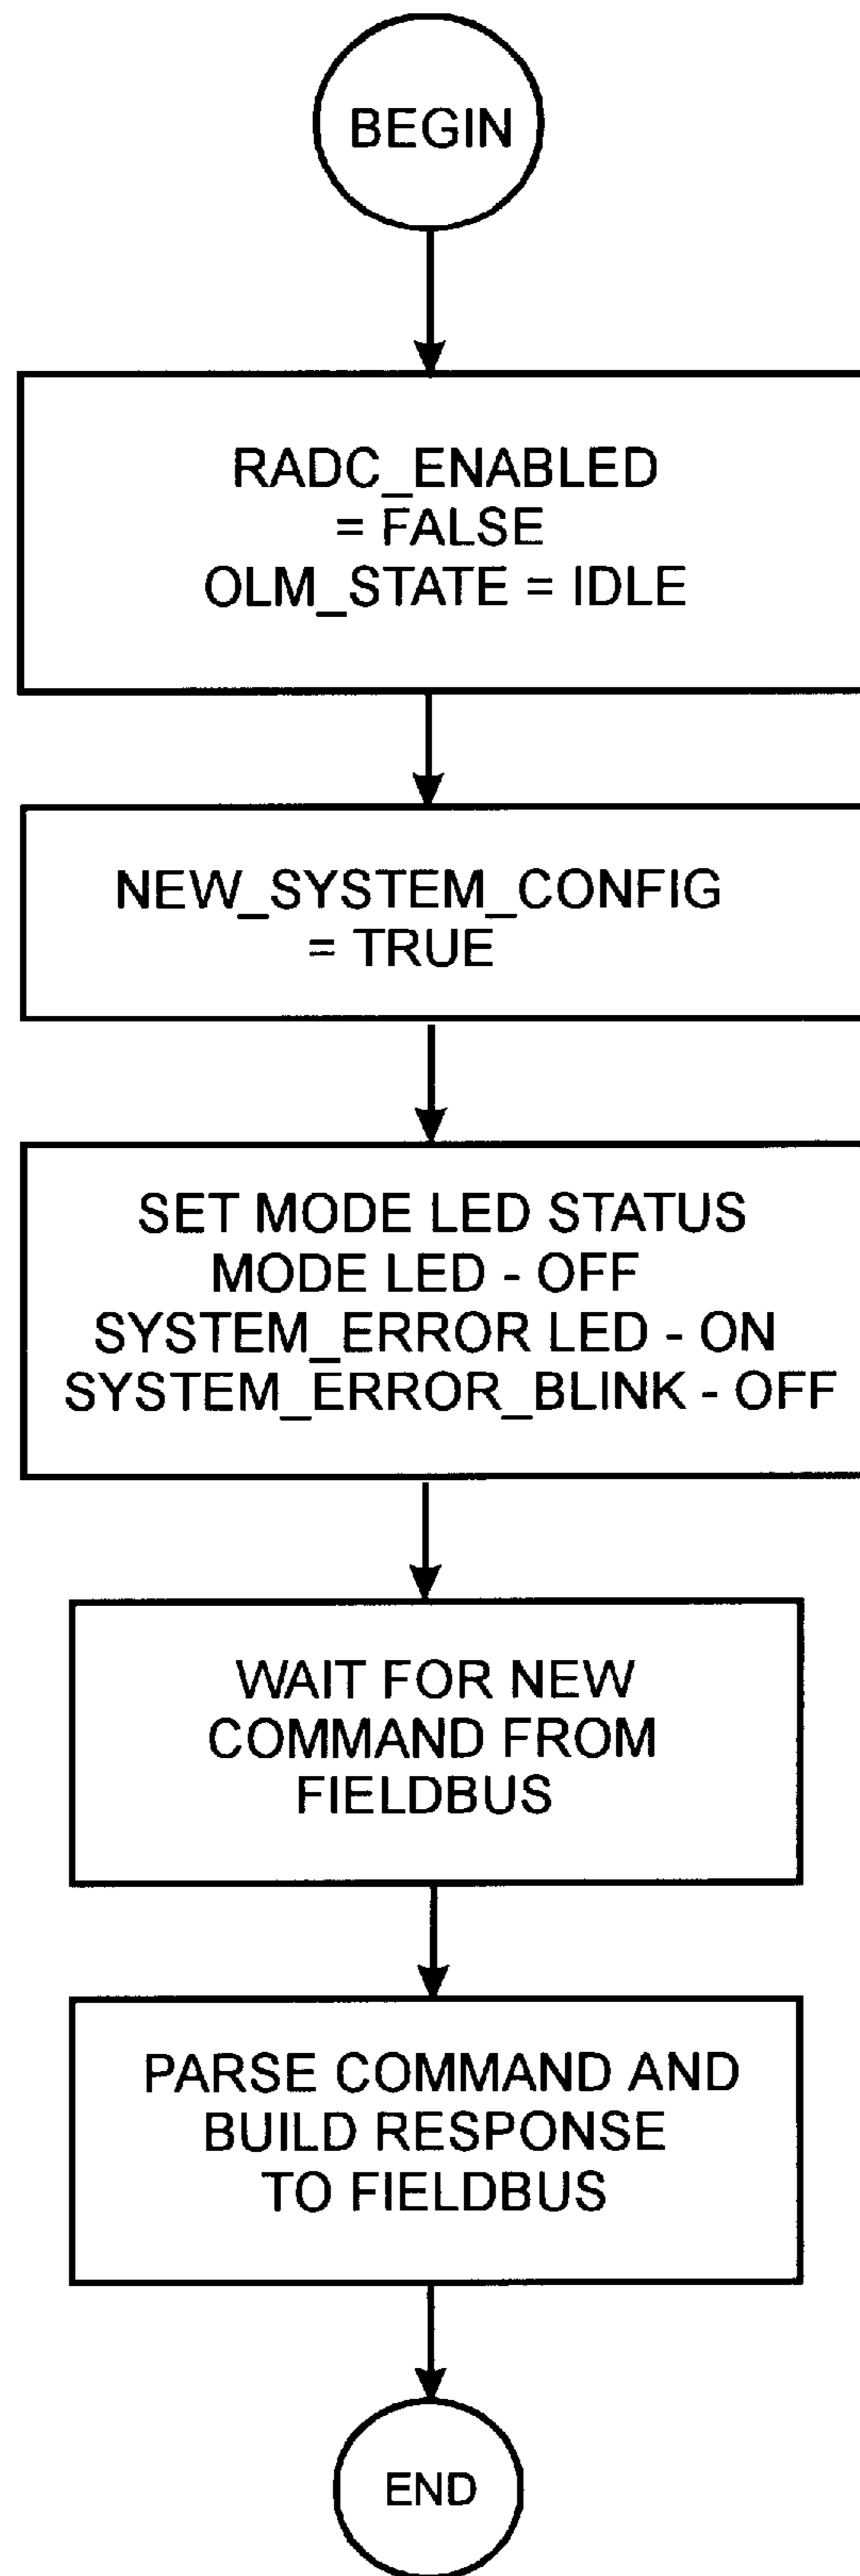 BEGIN
RADC_ENABLED
= FALSE
OLM_STATE = IDLE
NEW_SYSTEM_CONFIG
= TRUE
SET MODE LED STATUS
MODE LED - OFF
SYSTEM_ERROR LED - ON
SYSTEM_ERROR_BLINK - OFF
WAIT FOR NEW
COMMAND FROM
FIELDBUS
PARSE COMMAND AND
BUILD RESPONSE
TO FIELDBUS
END